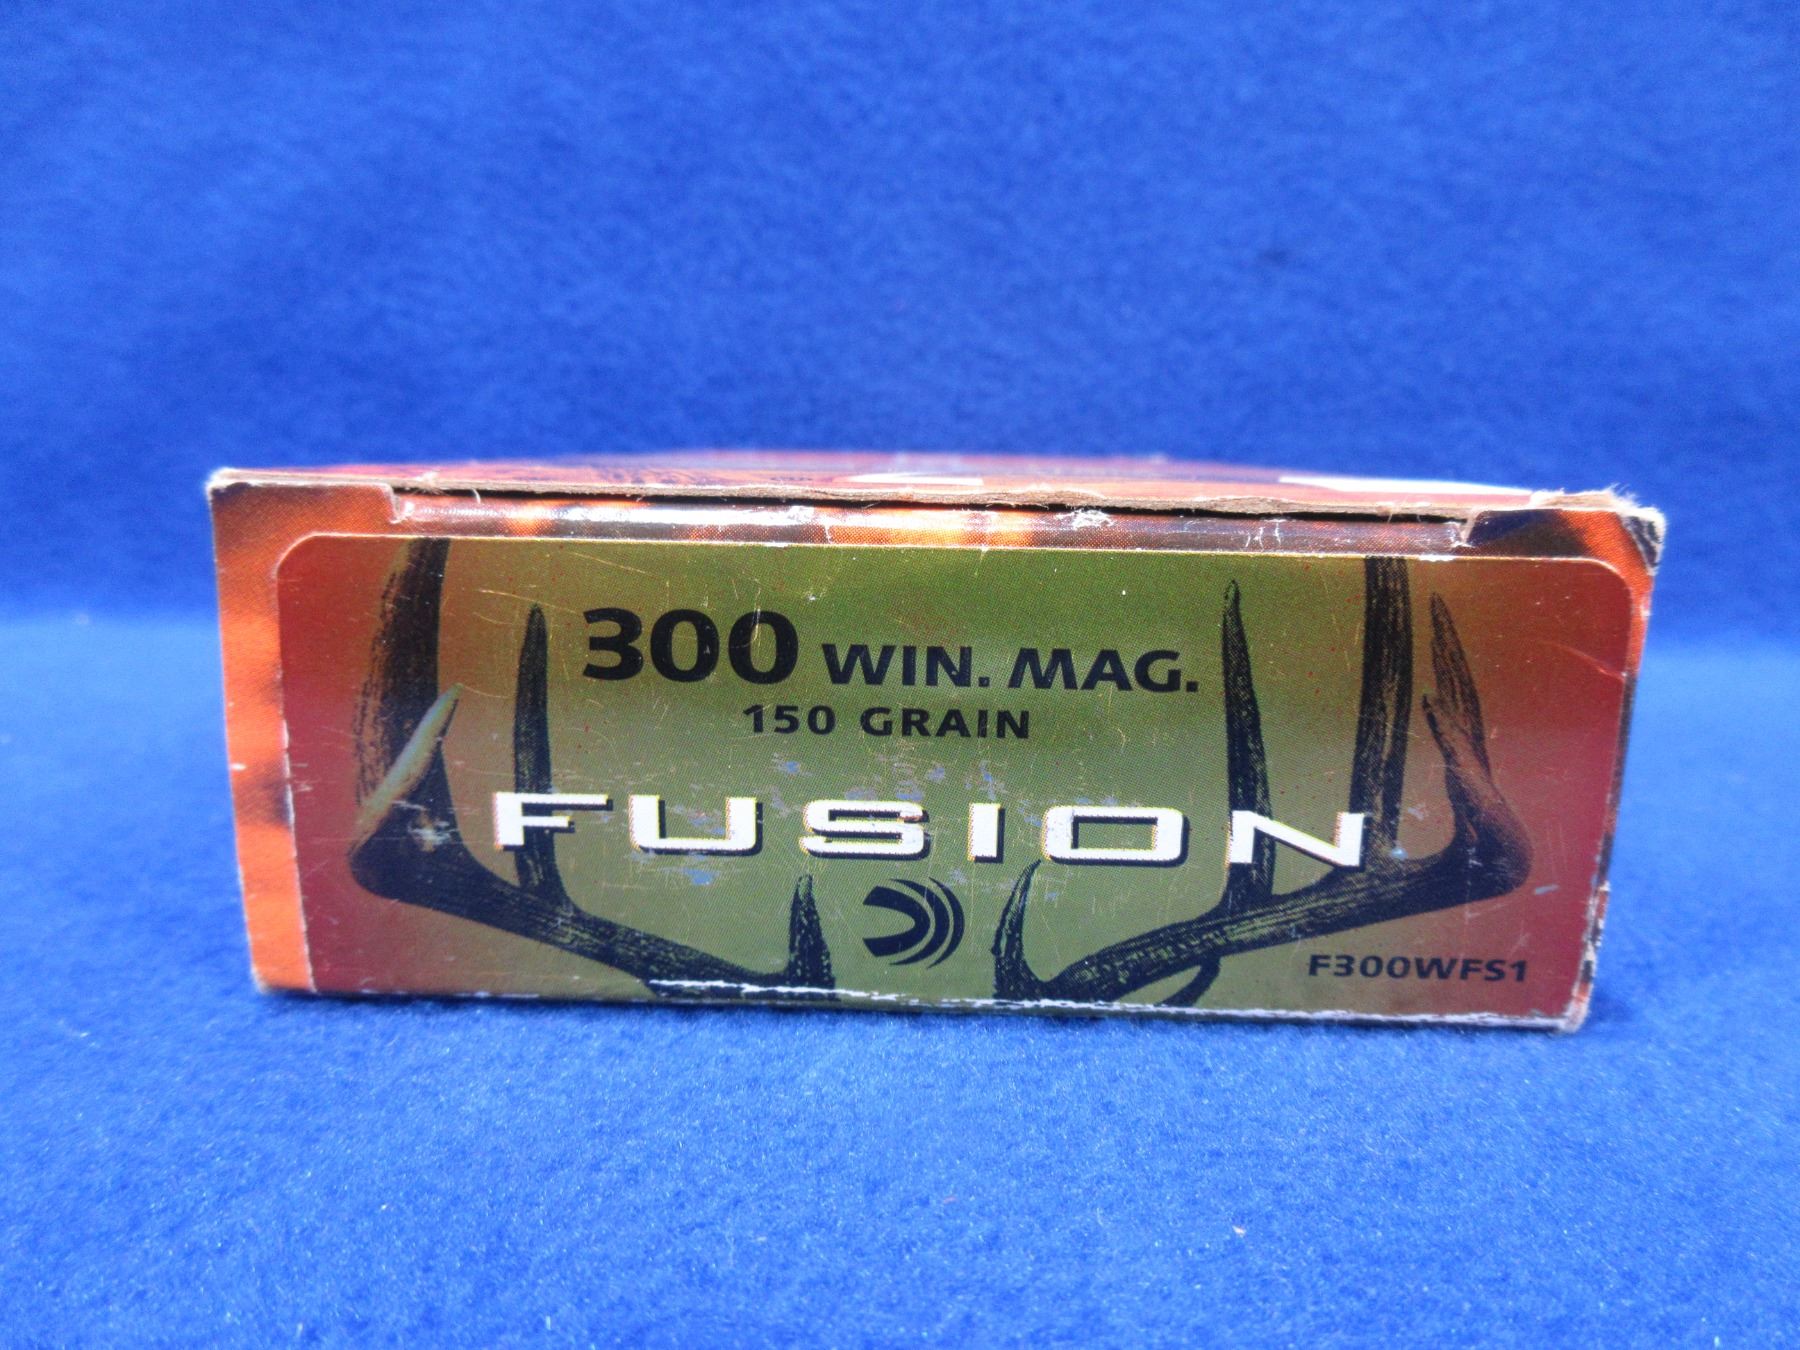 300 WIN. MAG.
150 GRAIN
FUSION
F300WFS1